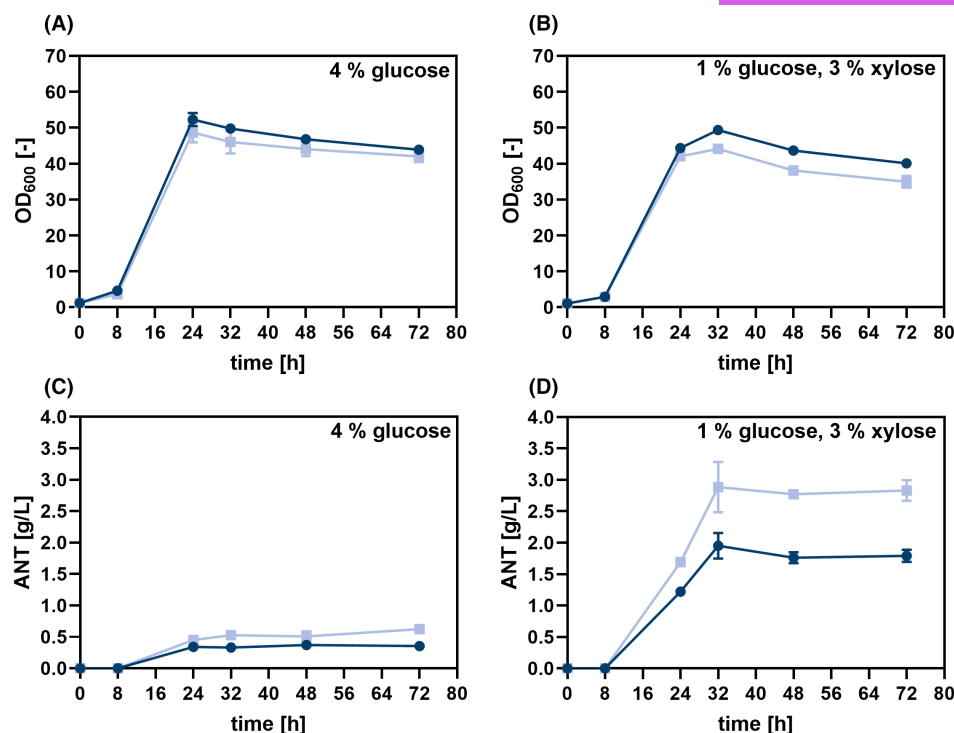 (A)
(B)
4 % glucose
1 % glucose, 3 % xylose
70
60
50
40
30
20
10
0
OD600 [-]
0 8 16 24 32 40 48 56 64 72 80
time [h]
70
60
50
40
30
20
10
0
OD600 [-]
0 8 16 24 32 40 48 56 64 72 80
time [h]
(C)
(D)
4 % glucose
1 % glucose, 3 % xylose
4.0
3.5
3.0
2.5
2.0
1.5
1.0
0.5
0.0
ANT [g/L]
0 8 16 24 32 40 48 56 64 72 80
time [h]
4.0
3.5
3.0
2.5
2.0
1.5
1.0
0.5
0.0
ANT [g/L]
0 8 16 24 32 40 48 56 64 72 80
time [h]